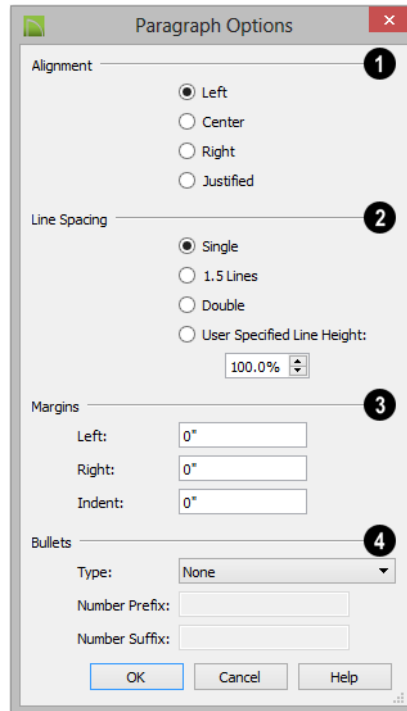 Paragraph Options
x
Alignment 1
Left
Center
Right
Justified
Line Spacing 2
Single
1.5 Lines
Double
User Specified Line Height:
100.0%
Margins 3
Left: 0"
Right: 0"
Indent: 0"
Bullets 4
Type: None
Number Prefix:
Number Suffix:
OK Cancel Help